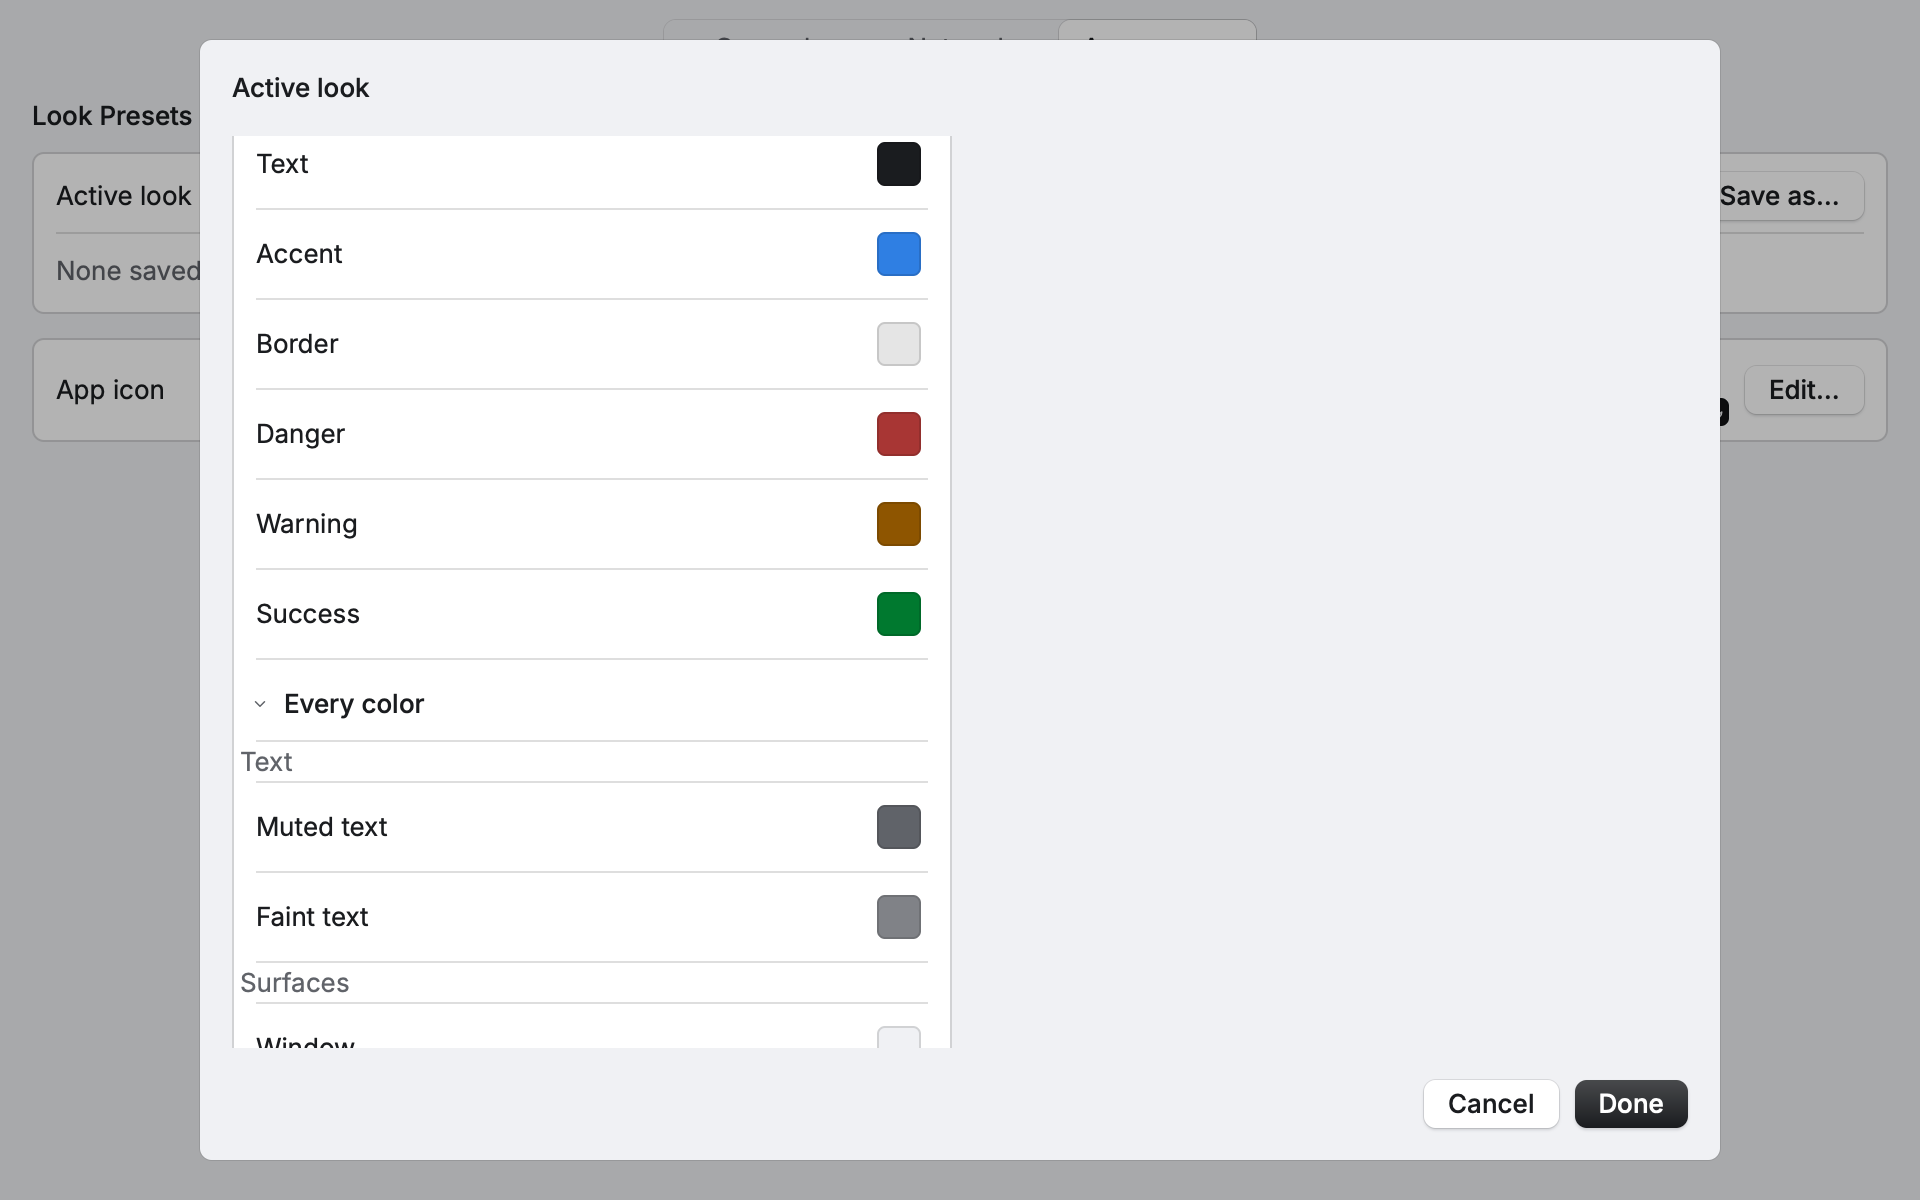 Look Presets
Active look
None saved
Save as...
App icon
Edit...
Active look
Text
Accent
Border
Danger
Warning
Success
Every color
Text
Muted text
Faint text
Surfaces
Window
Cancel
Done